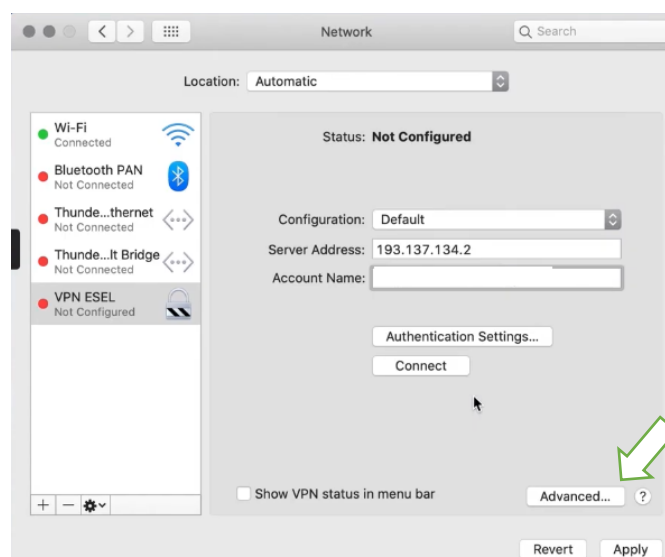 Network
Search
Location: Automatic
Wi-Fi
Connected
Bluetooth PAN
Not Connected
Thunde...thernet
Not Connected
Thunde...lt Bridge
Not Connected
VPN ESEL
Not Configured
Status: Not Configured
Configuration: Default
Server Address: 193.137.134.2
Account Name:
Authentication Settings...
Connect
Show VPN status in menu bar
Advanced... ?
Revert Apply